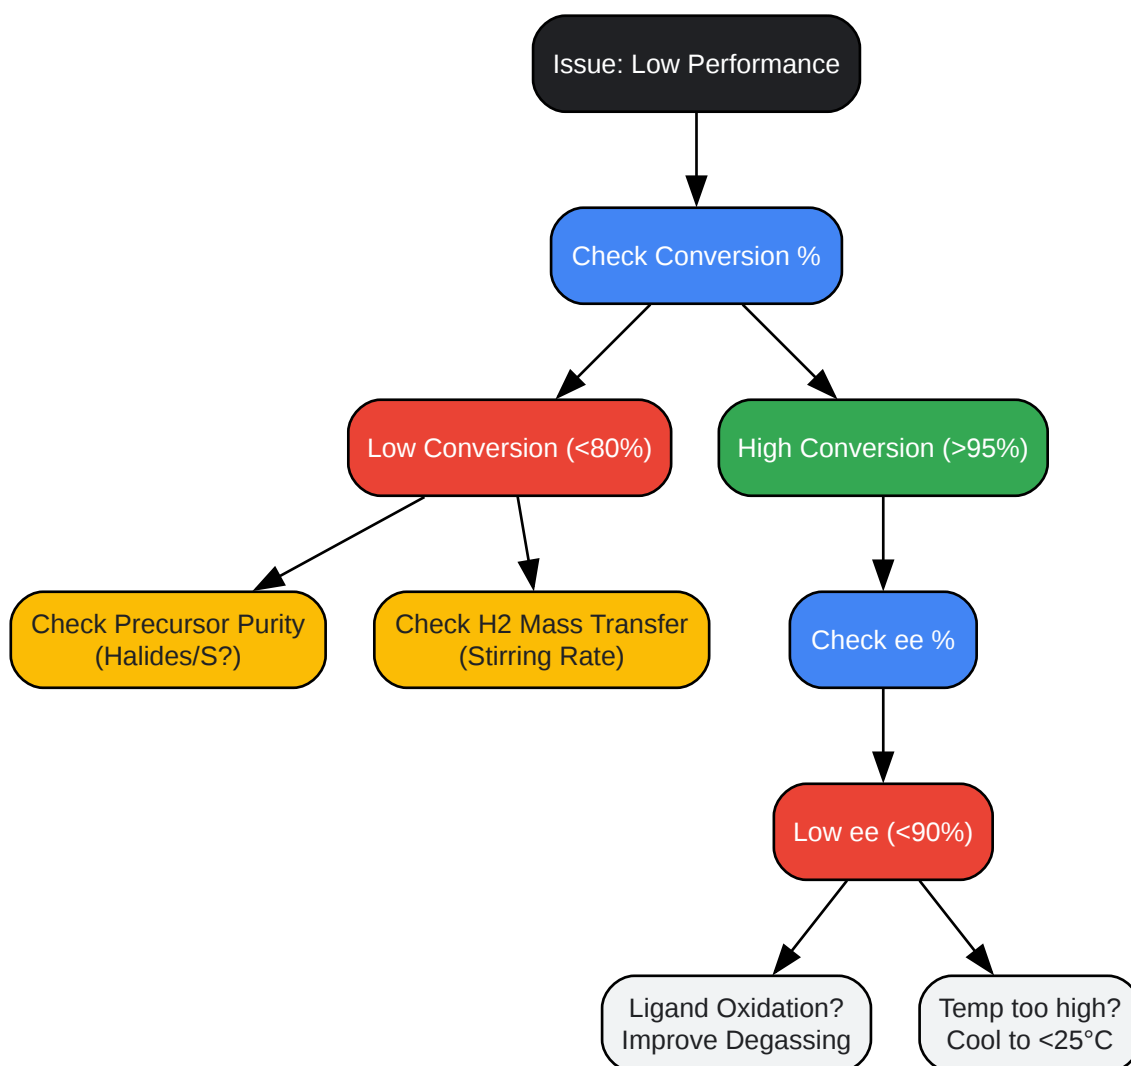 Issue: Low Performance
Check Conversion %
Low Conversion (<80%)
High Conversion (>95%)
Check Precursor Purity
(Halides/S?)
Check H2 Mass Transfer
(Stirring Rate)
Check ee %
Low ee (<90%)
Ligand Oxidation?
Improve Degassing
Temp too high?
Cool to <25°C